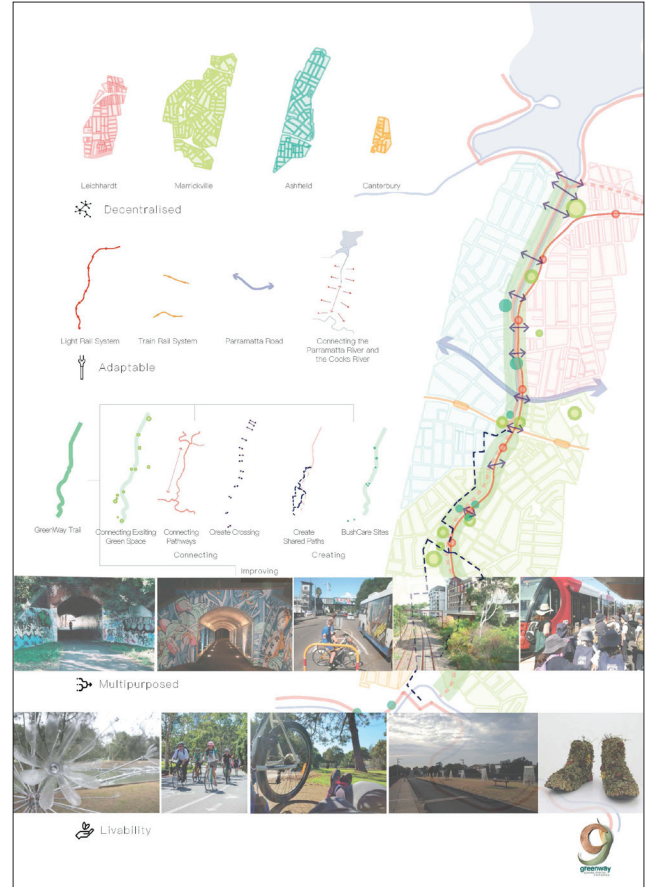 Leichhardt
Marrickville
Ashfield
Canterbury
Decentralised
Light Rail System
Train Rail System
Parramatta Road
Connecting the
Parramatta River and
the Cocks River
Adaptable
GreenWay Trail
Connecting Exsiting
Green Space
Connecting
Pathways
Create Crossing
Create
Shared Paths
BushCare Sites
Connecting
Creating
Improving
Multipurposed
Livability
greenway